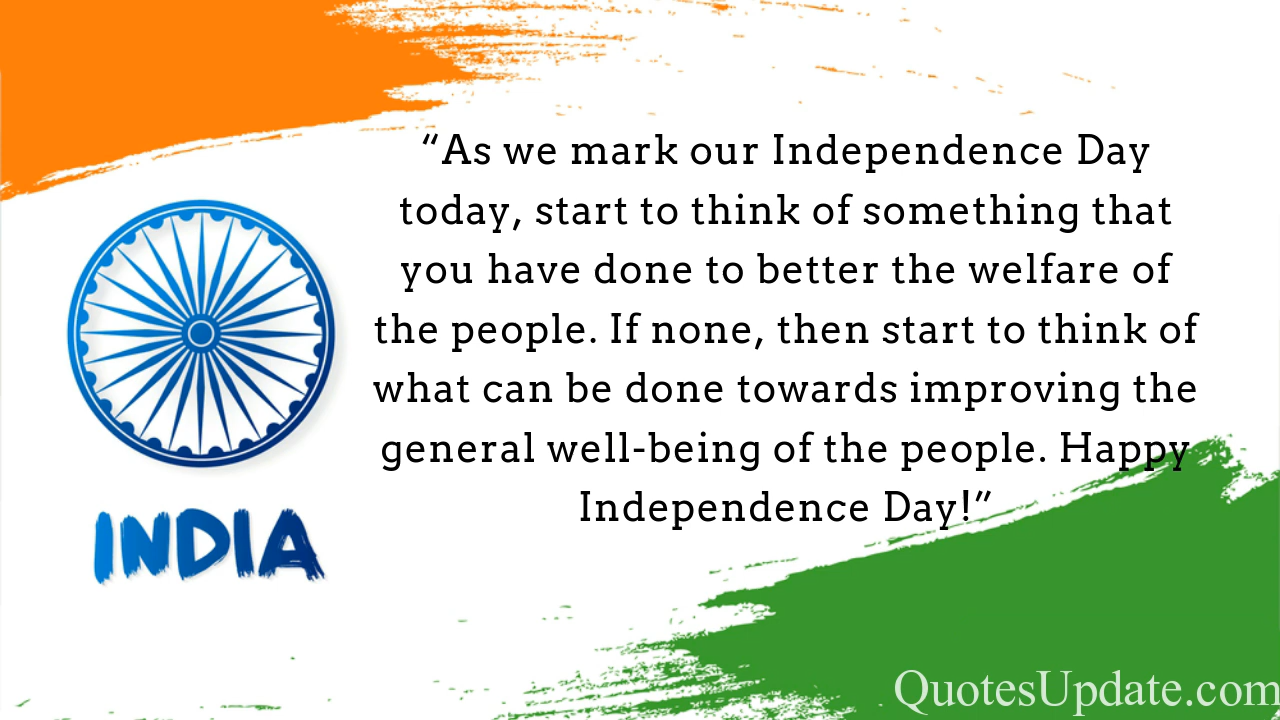 “As we mark our Independence Day
today, start to think of something that
you have done to better the welfare of
the people. If none, then start to think of
what can be done towards improving the
general well-being of the people. Happy
Independence Day!”
INDIA
QuotesUpdate.com